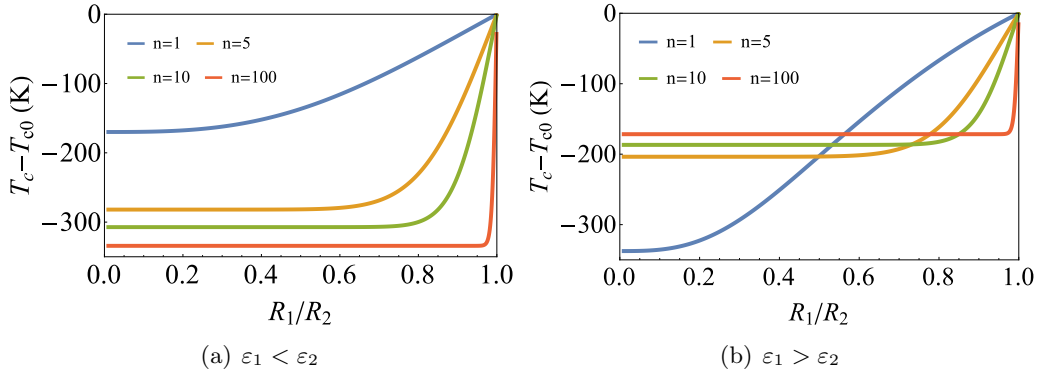 0
−100
−200
−300
T_c−T_c0 (K)
n=1 n=5
n=10 n=100
0.0 0.2 0.4 0.6 0.8 1.0
R_1/R_2
(a) ε_1 < ε_2
0
−100
−200
−300
T_c−T_c0 (K)
n=1 n=5
n=10 n=100
0.0 0.2 0.4 0.6 0.8 1.0
R_1/R_2
(b) ε_1 > ε_2